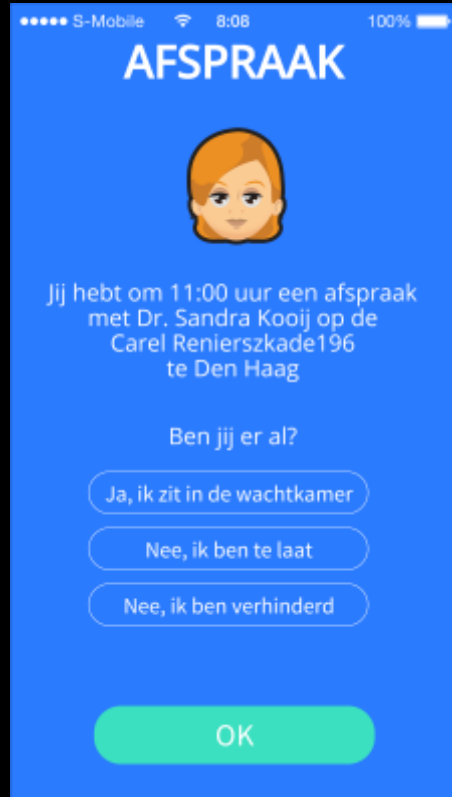 S-Mobile 8:08 100%
AFSPRAAK
Jij hebt om 11:00 uur een afspraak
met Dr. Sandra Kooij op de
Carel Renierszkade196
te Den Haag
Ben jij er al?
Ja, ik zit in de wachtkamer
Nee, ik ben te laat
Nee, ik ben verhinderd
OK